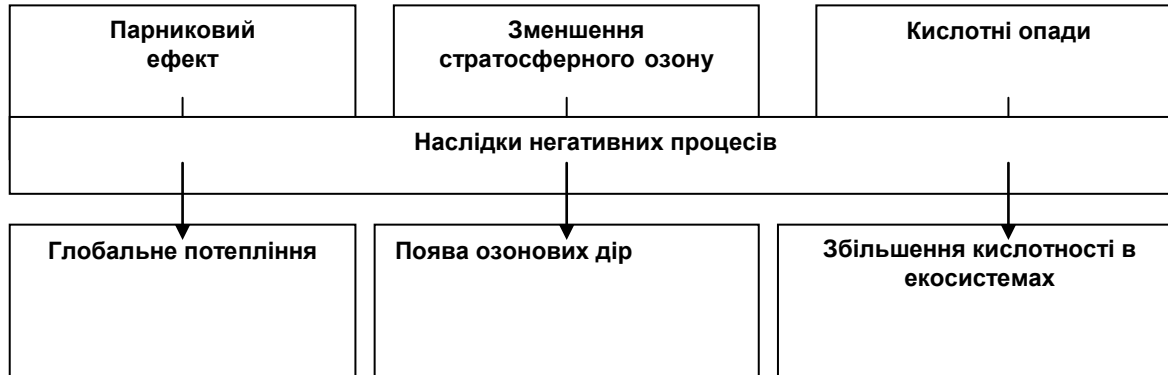 Парниковий
ефект
Зменшення
стратосферного озону
Кислотні опади
Наслідки негативних процесів
Глобальне потепління
Поява озонових дір
Збільшення кислотності в
екосистемах